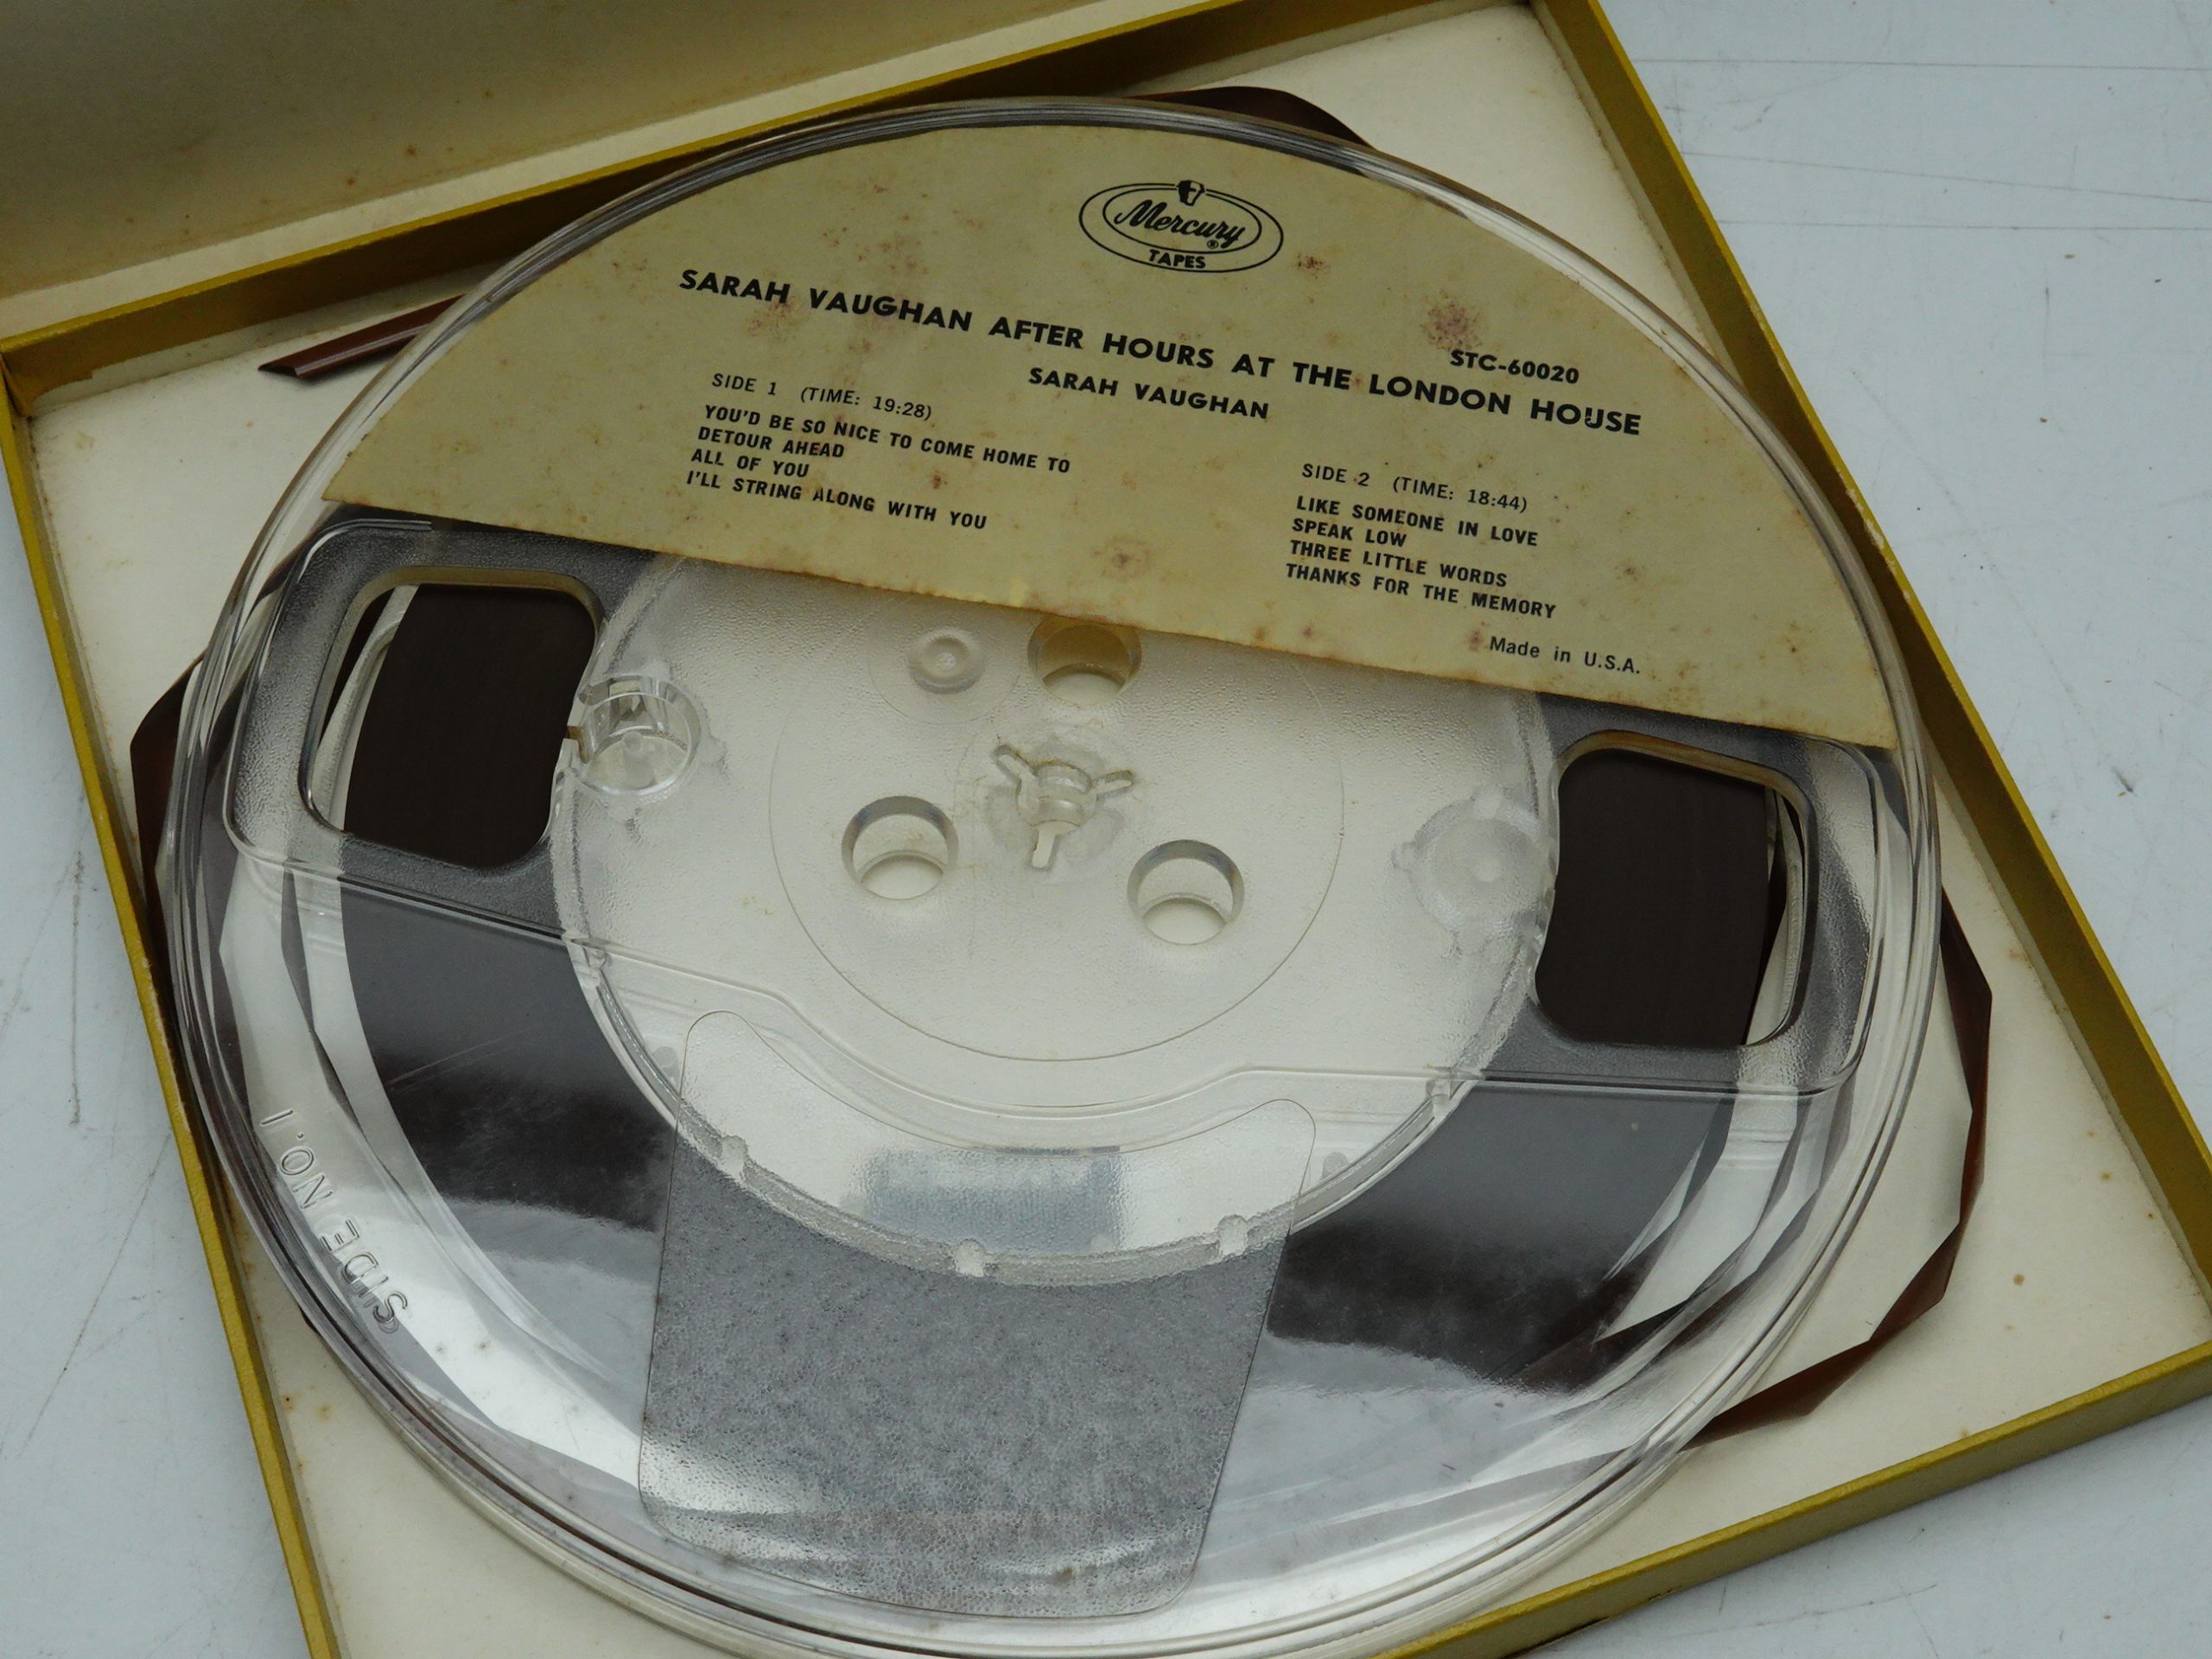 Mercury®
TAPES
STC-60020
SARAH VAUGHAN AFTER HOURS AT THE LONDON HOUSE
SARAH VAUGHAN
SIDE 1 (TIME: 19:28)
YOU'D BE SO NICE TO COME HOME TO
DETOUR AHEAD
ALL OF YOU
I'LL STRING ALONG WITH YOU
SIDE 2 (TIME: 18:44)
LIKE SOMEONE IN LOVE
SPEAK LOW
THREE LITTLE WORDS
THANKS FOR THE MEMORY
Made in U.S.A.
SIDE NO. 1